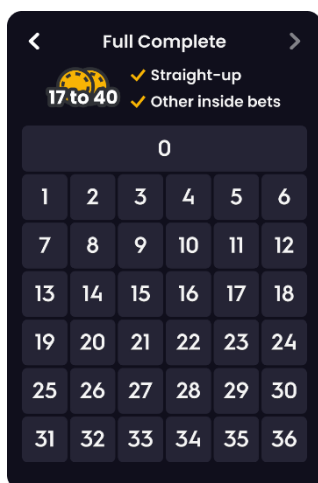 Full Complete
Straight-up
17 to 40
Other inside bets
0
1 2 3 4 5 6
7 8 9 10 11 12
13 14 15 16 17 18
19 20 21 22 23 24
25 26 27 28 29 30
31 32 33 34 35 36